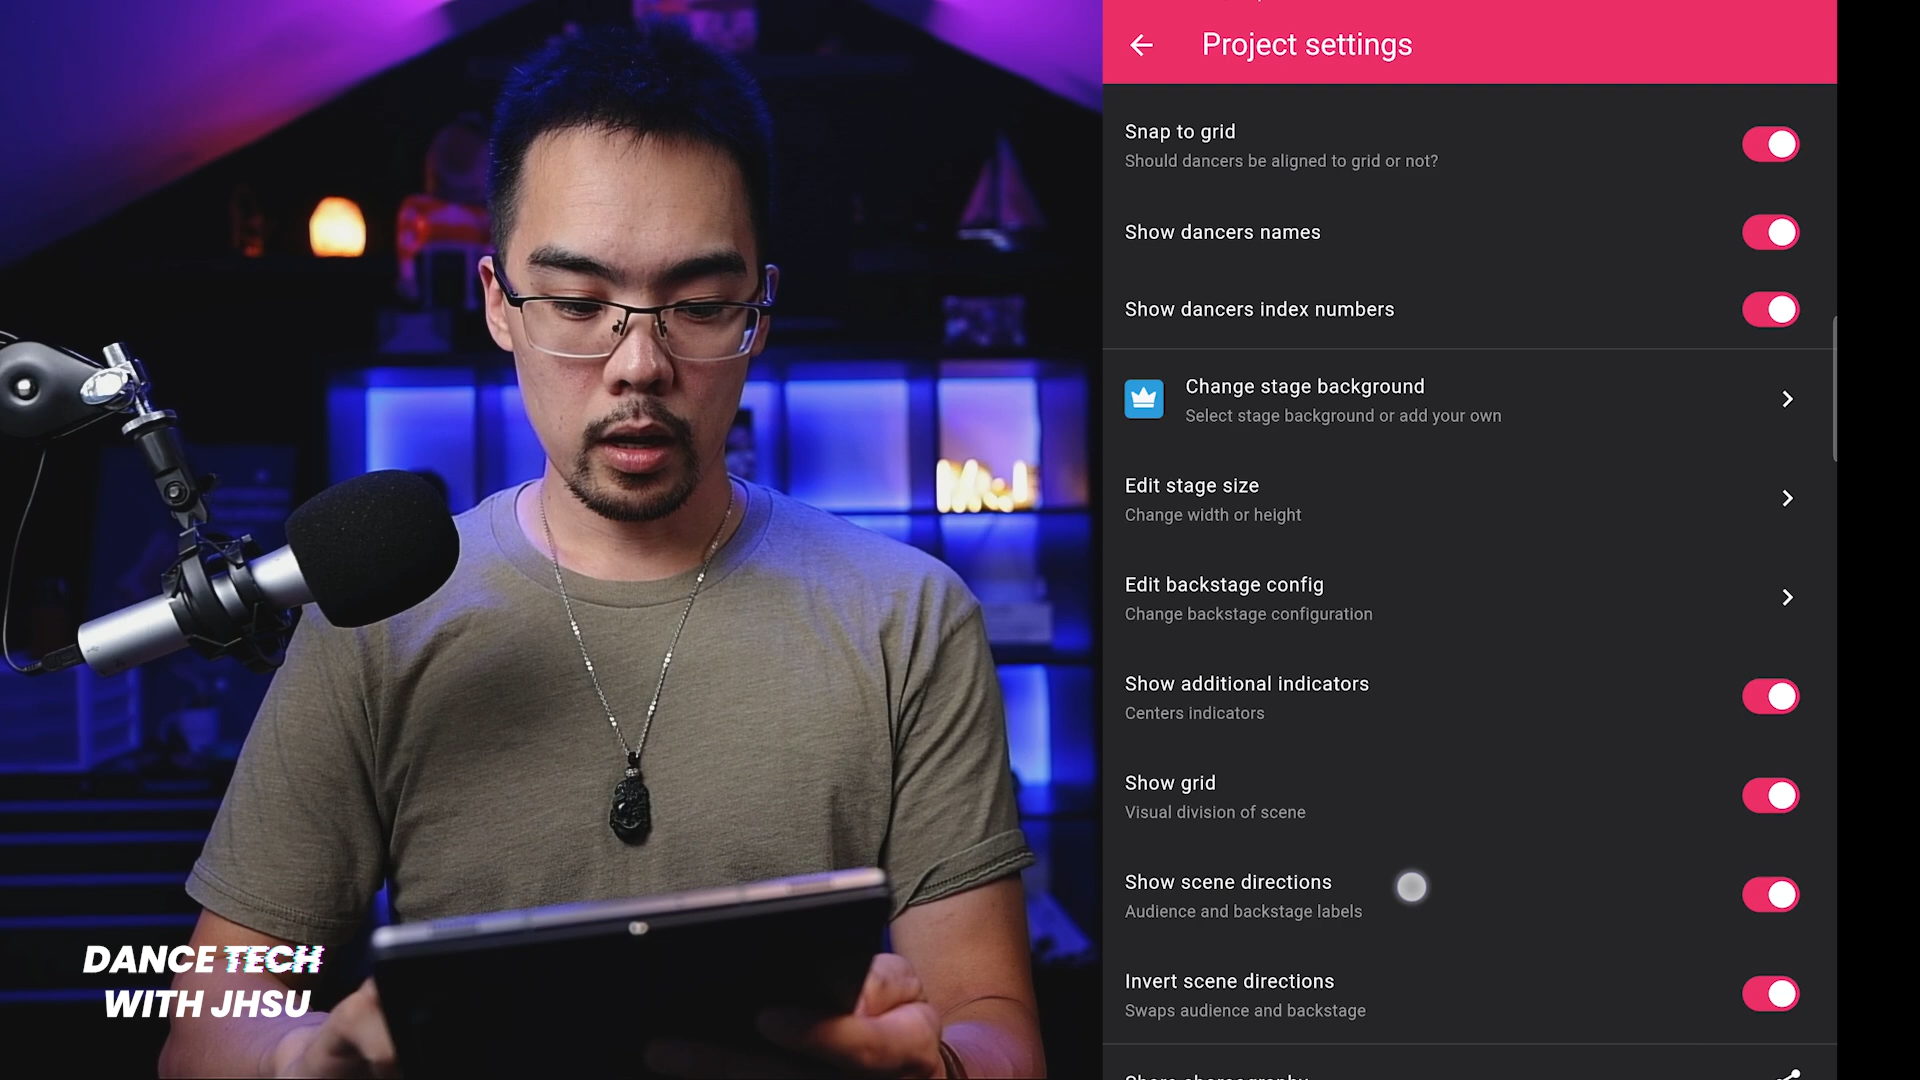 Project settings
Snap to grid
Should dancers be aligned to grid or not?
Show dancers names
Show dancers index numbers
Change stage background
Select stage background or add your own
Edit stage size
Change width or height
Edit backstage config
Change backstage configuration
Show additional indicators
Centers indicators
Show grid
Visual division of scene
Show scene directions
Audience and backstage labels
Invert scene directions
Swaps audience and backstage
DANCE TECH
WITH JHSU